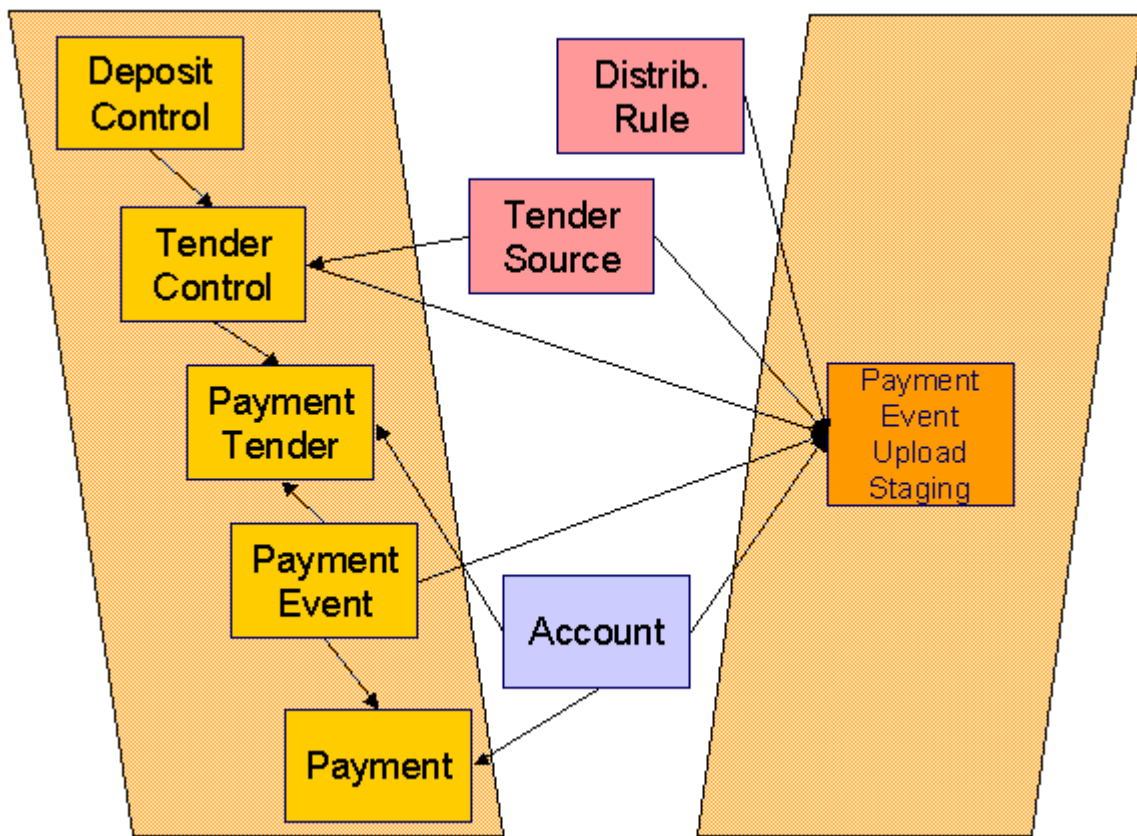 Deposit
Control
Distrib.
Rule
Tender
Control
Tender
Source
Payment
Tender
Payment
Event
Upload
Staging
Payment
Event
Account
Payment